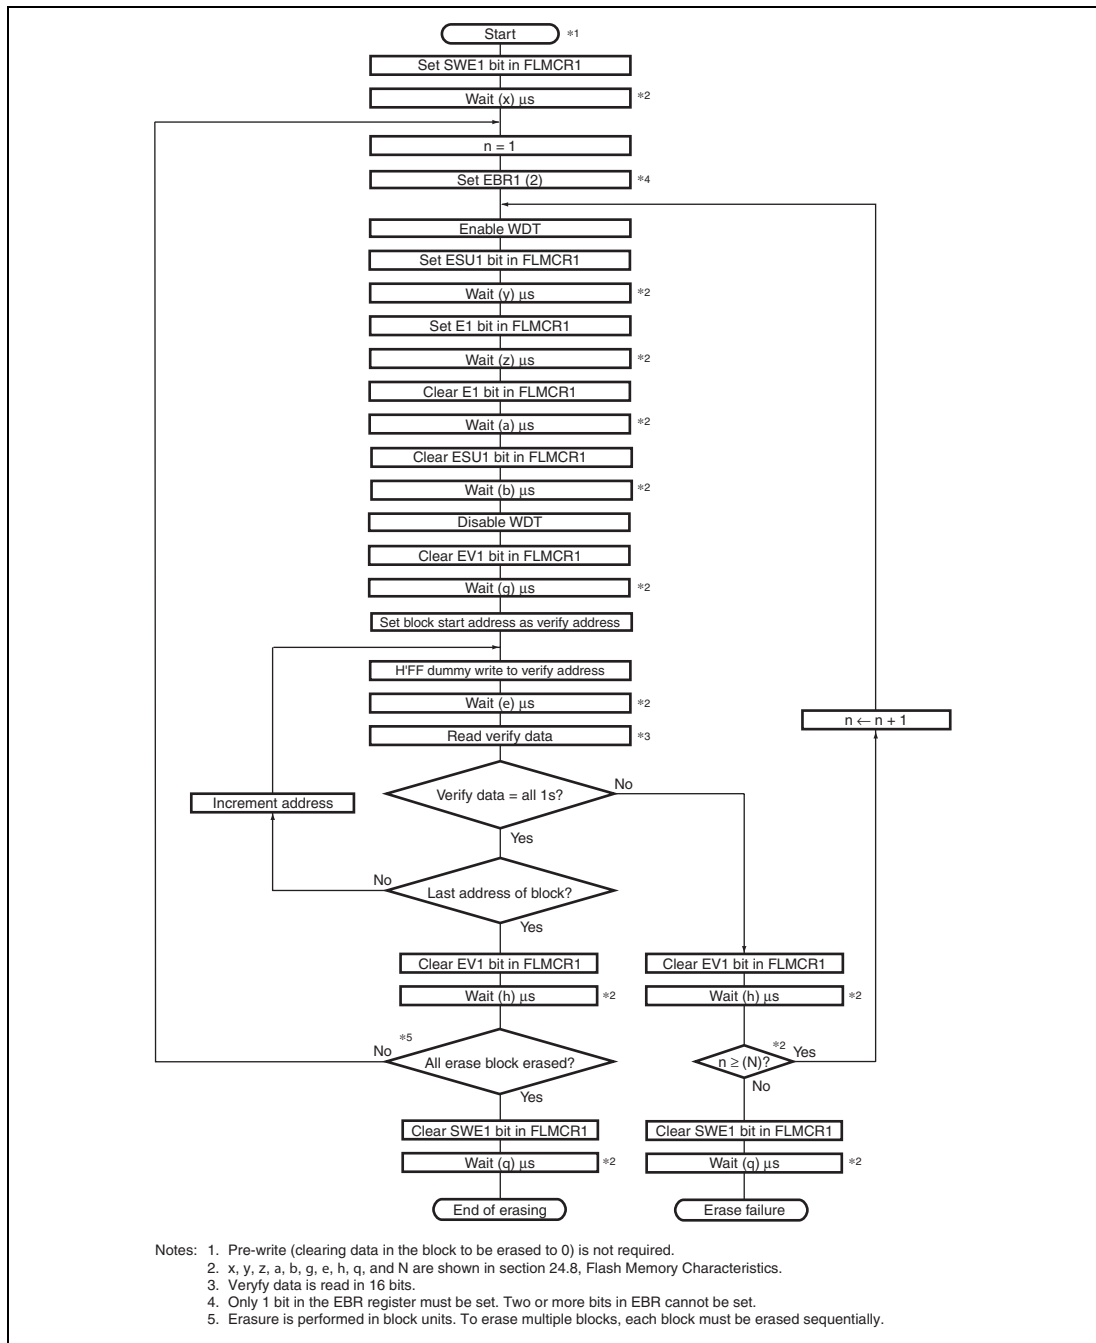 Start *1
Set SWE1 bit in FLMCR1
Wait (x) μs *2
n = 1
Set EBR1 (2) *4
Enable WDT
Set ESU1 bit in FLMCR1
Wait (y) μs *2
Set E1 bit in FLMCR1
Wait (z) μs *2
Clear E1 bit in FLMCR1
Wait (a) μs *2
Clear ESU1 bit in FLMCR1
Wait (b) μs *2
Disable WDT
Clear EV1 bit in FLMCR1
Wait (g) μs *2
Set block start address as verify address
H'FF dummy write to verify address
Wait (e) μs *2
n ← n + 1
Read verify data *3
Verify data = all 1s?
No
Increment address
Yes
No
Last address of block?
Yes
Clear EV1 bit in FLMCR1
Clear EV1 bit in FLMCR1
Wait (h) μs *2
Wait (h) μs *2
No *5
All erase block erased?
n ≥ (N)? *2 Yes
Yes
No
Clear SWE1 bit in FLMCR1
Clear SWE1 bit in FLMCR1
Wait (q) μs *2
Wait (q) μs *2
End of erasing
Erase failure
Notes: 1. Pre-write (clearing data in the block to be erased to 0) is not required.
2. x, y, z, a, b, g, e, h, q, and N are shown in section 24.8, Flash Memory Characteristics.
3. Veryfy data is read in 16 bits.
4. Only 1 bit in the EBR register must be set. Two or more bits in EBR cannot be set.
5. Erasure is performed in block units. To erase multiple blocks, each block must be erased sequentially.